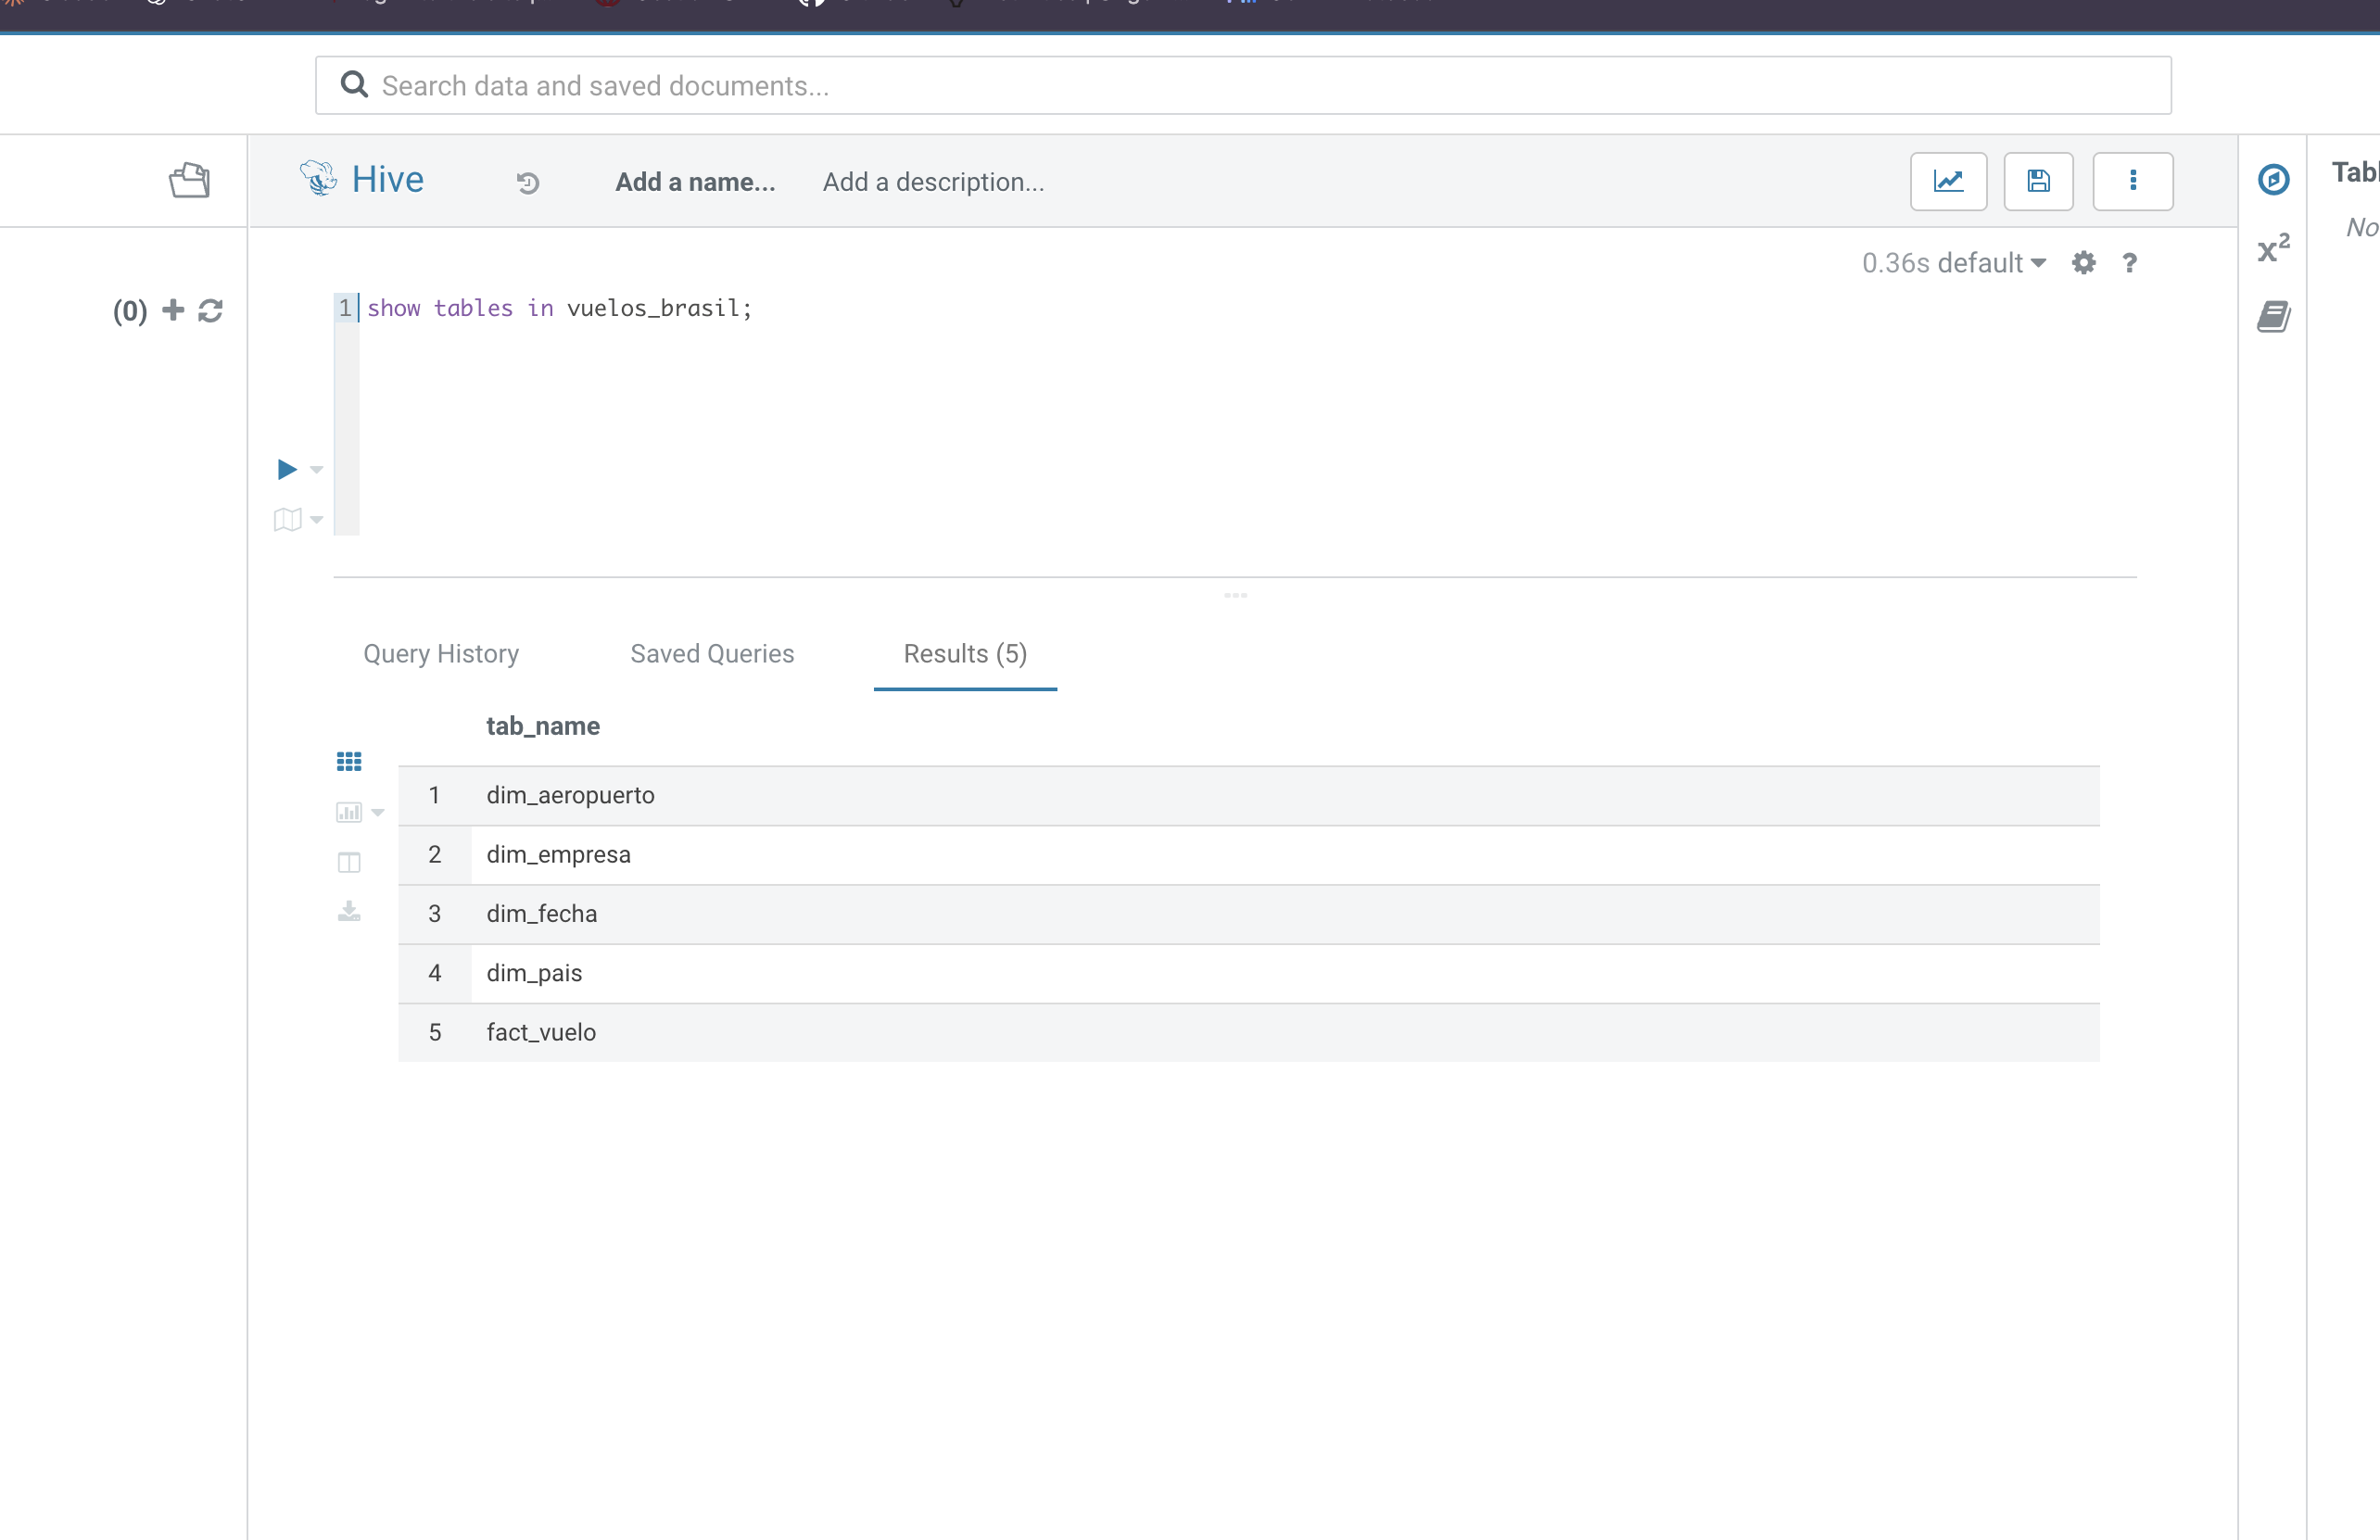 Search data and saved documents...
Hive
Add a name...
Add a description...
Tabl
No
0.36s default
?
x²
(0)
1 show tables in vuelos_brasil;
Query History
Saved Queries
Results (5)
tab_name
1 dim_aeropuerto
2 dim_empresa
3 dim_fecha
4 dim_pais
5 fact_vuelo